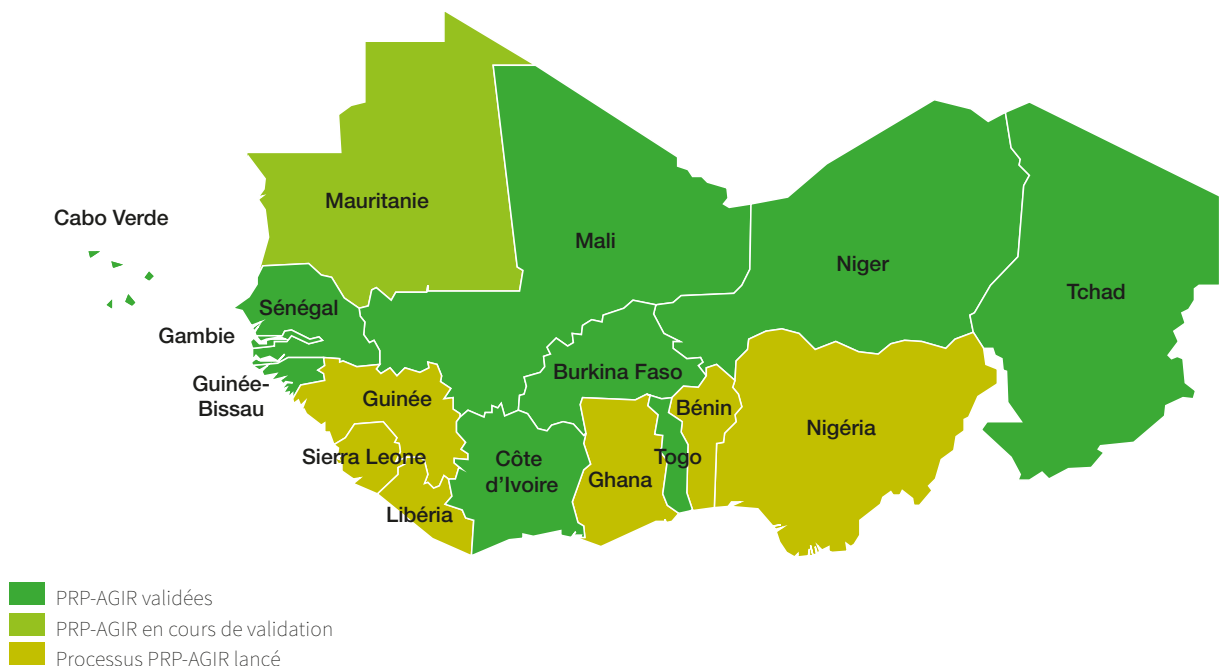 Mauritanie
Cabo Verde
Mali
Niger
Tchad
Sénégal
Gambie
Guinée-
Bissau
Burkina Faso
Guinée
Bénin
Nigéria
Sierra Leone
Côte
d’Ivoire
Togo
Ghana
Libéria
PRP-AGIR validées
PRP-AGIR en cours de validation
Processus PRP-AGIR lancé